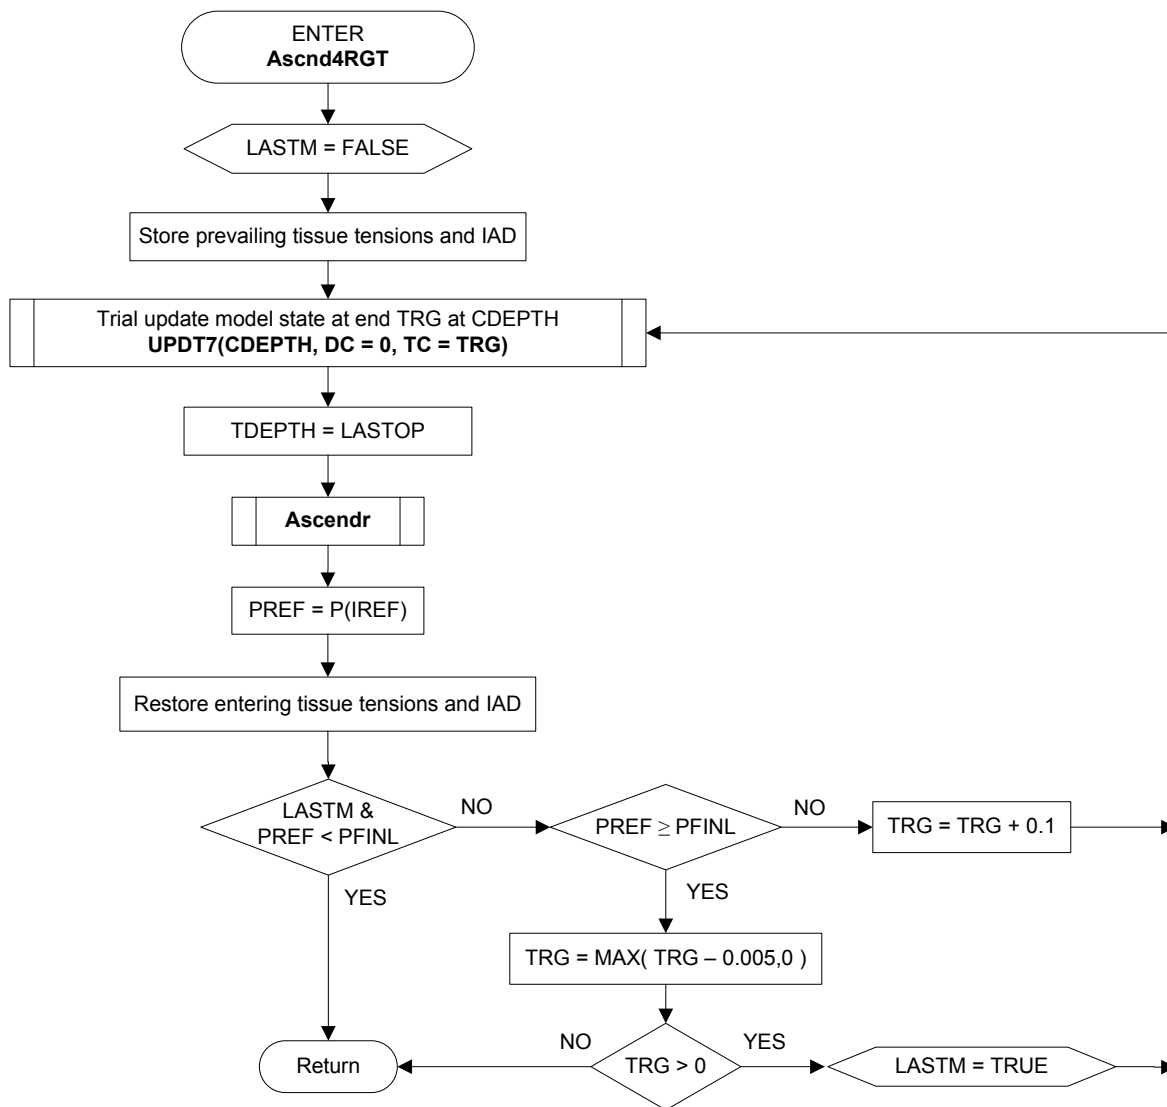 ENTER
Ascnd4RGT
LASTM = FALSE
Store prevailing tissue tensions and IAD
Trial update model state at end TRG at CDEPTH
UPDT7(CDEPTH, DC = 0, TC = TRG)
TDEPTH = LASTOP
Ascendr
PREF = P(IREF)
Restore entering tissue tensions and IAD
LASTM &
PREF < PFINL
NO
PREF ≥ PFINL
NO
TRG = TRG + 0.1
YES
YES
TRG = MAX( TRG – 0.005,0 )
Return
NO
TRG > 0
YES
LASTM = TRUE